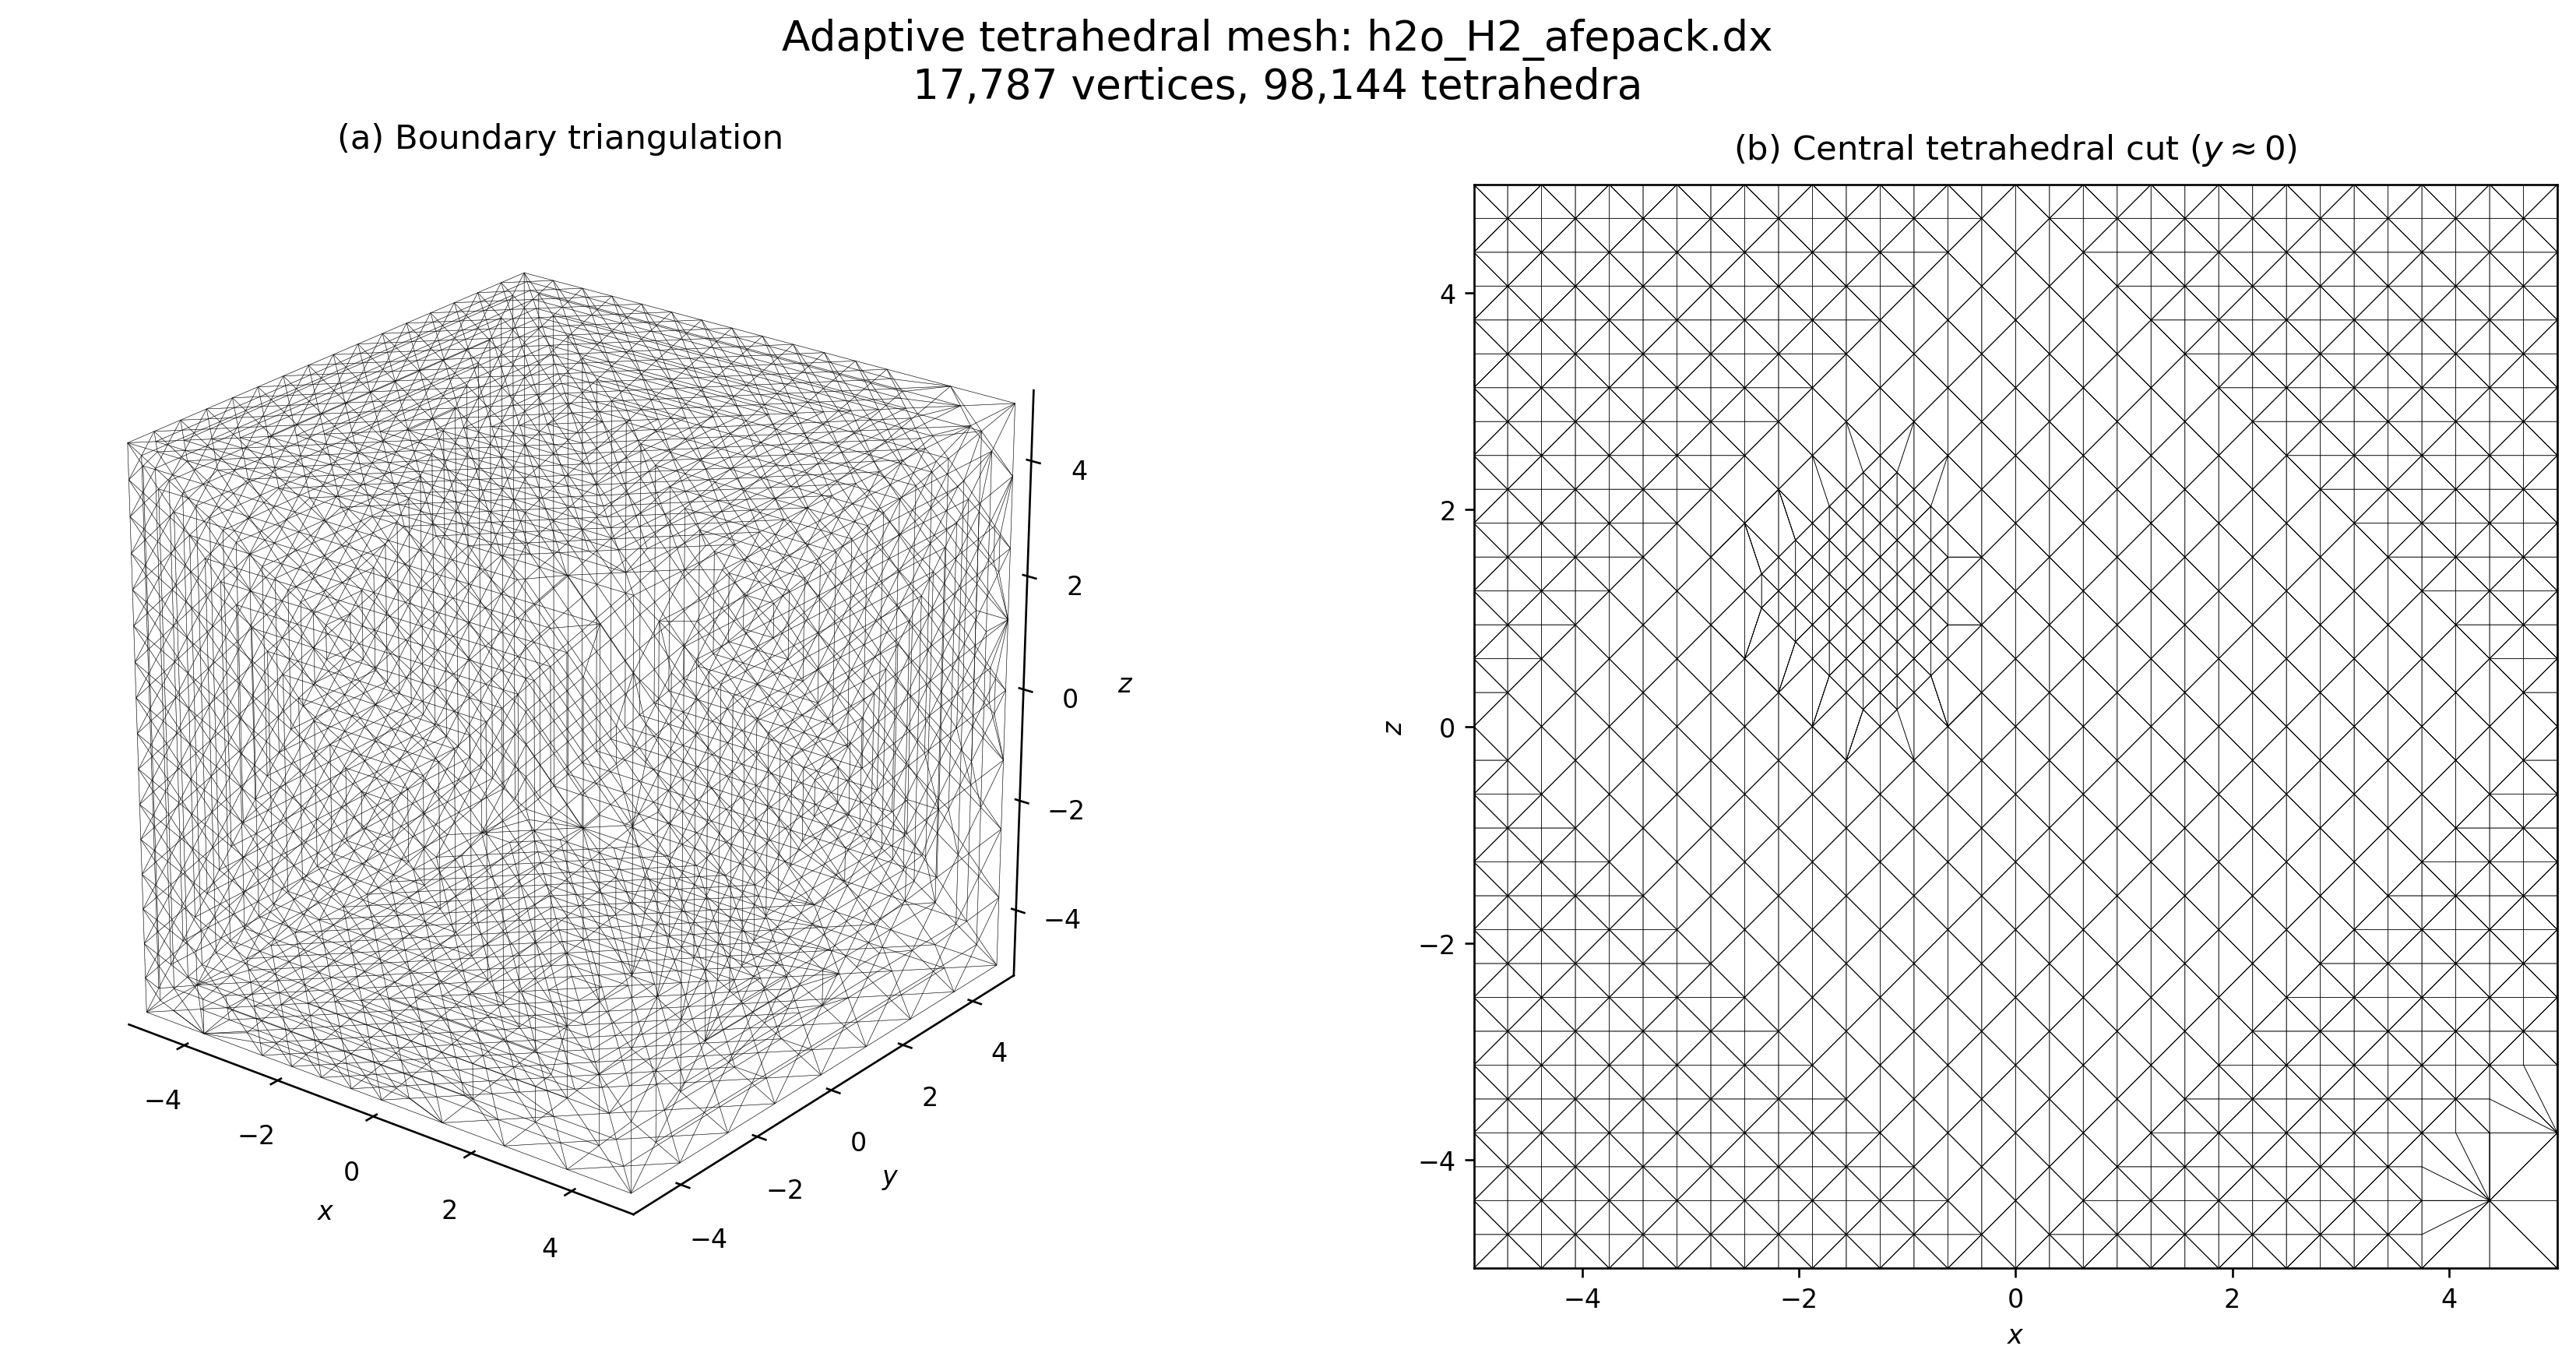 Adaptive tetrahedral mesh: h2o_H2_afepack.dx
17,787 vertices, 98,144 tetrahedra
(a) Boundary triangulation
4
2
0
−2
−4
z
−4
−2
0
2
4
x
−4
−2
0
2
4
y
(b) Central tetrahedral cut (y ≈ 0)
4
2
0
−2
−4
z
−4
−2
0
2
4
x